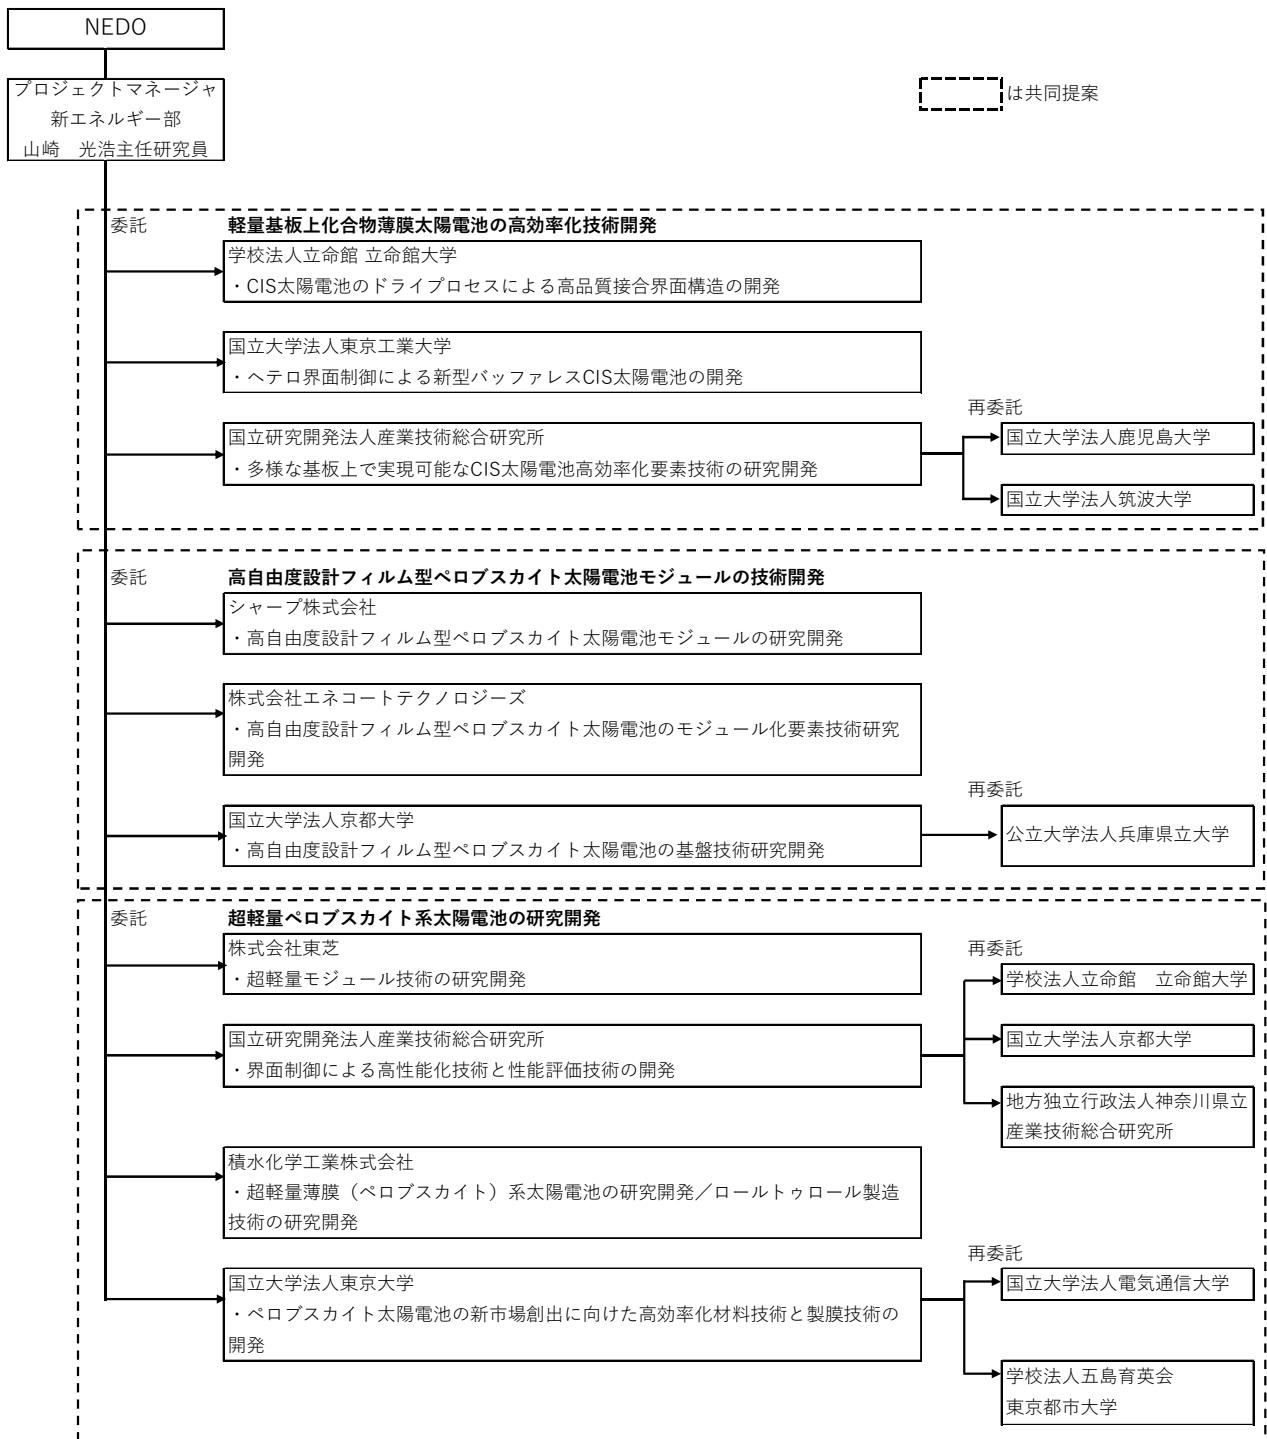 NEDO
プロジェクトマネージャ
新エネルギー部
山崎　光浩主任研究員
は共同提案
委託
軽量基板上化合物薄膜太陽電池の高効率化技術開発
学校法人立命館 立命館大学
・CIS太陽電池のドライプロセスによる高品質接合界面構造の開発
国立大学法人東京工業大学
・ヘテロ界面制御による新型バッファレスCIS太陽電池の開発
再委託
国立研究開発法人産業技術総合研究所
・多様な基板上で実現可能なCIS太陽電池高効率化要素技術の研究開発
国立大学法人鹿児島大学
国立大学法人筑波大学
委託
高自由度設計フィルム型ペロブスカイト太陽電池モジュールの技術開発
シャープ株式会社
・高自由度設計フィルム型ペロブスカイト太陽電池モジュールの研究開発
株式会社エネコートテクノロジーズ
・高自由度設計フィルム型ペロブスカイト太陽電池のモジュール化要素技術研究
開発
再委託
国立大学法人京都大学
・高自由度設計フィルム型ペロブスカイト太陽電池の基盤技術研究開発
公立大学法人兵庫県立大学
委託
超軽量ペロブスカイト系太陽電池の研究開発
株式会社東芝
・超軽量モジュール技術の研究開発
再委託
学校法人立命館　立命館大学
国立研究開発法人産業技術総合研究所
・界面制御による高性能化技術と性能評価技術の開発
国立大学法人京都大学
地方独立行政法人神奈川県立
産業技術総合研究所
積水化学工業株式会社
・超軽量薄膜（ペロブスカイト）系太陽電池の研究開発／ロールトゥロール製造
技術の研究開発
再委託
国立大学法人東京大学
・ペロブスカイト太陽電池の新市場創出に向けた高効率化材料技術と製膜技術の
開発
国立大学法人電気通信大学
学校法人五島育英会
東京都市大学